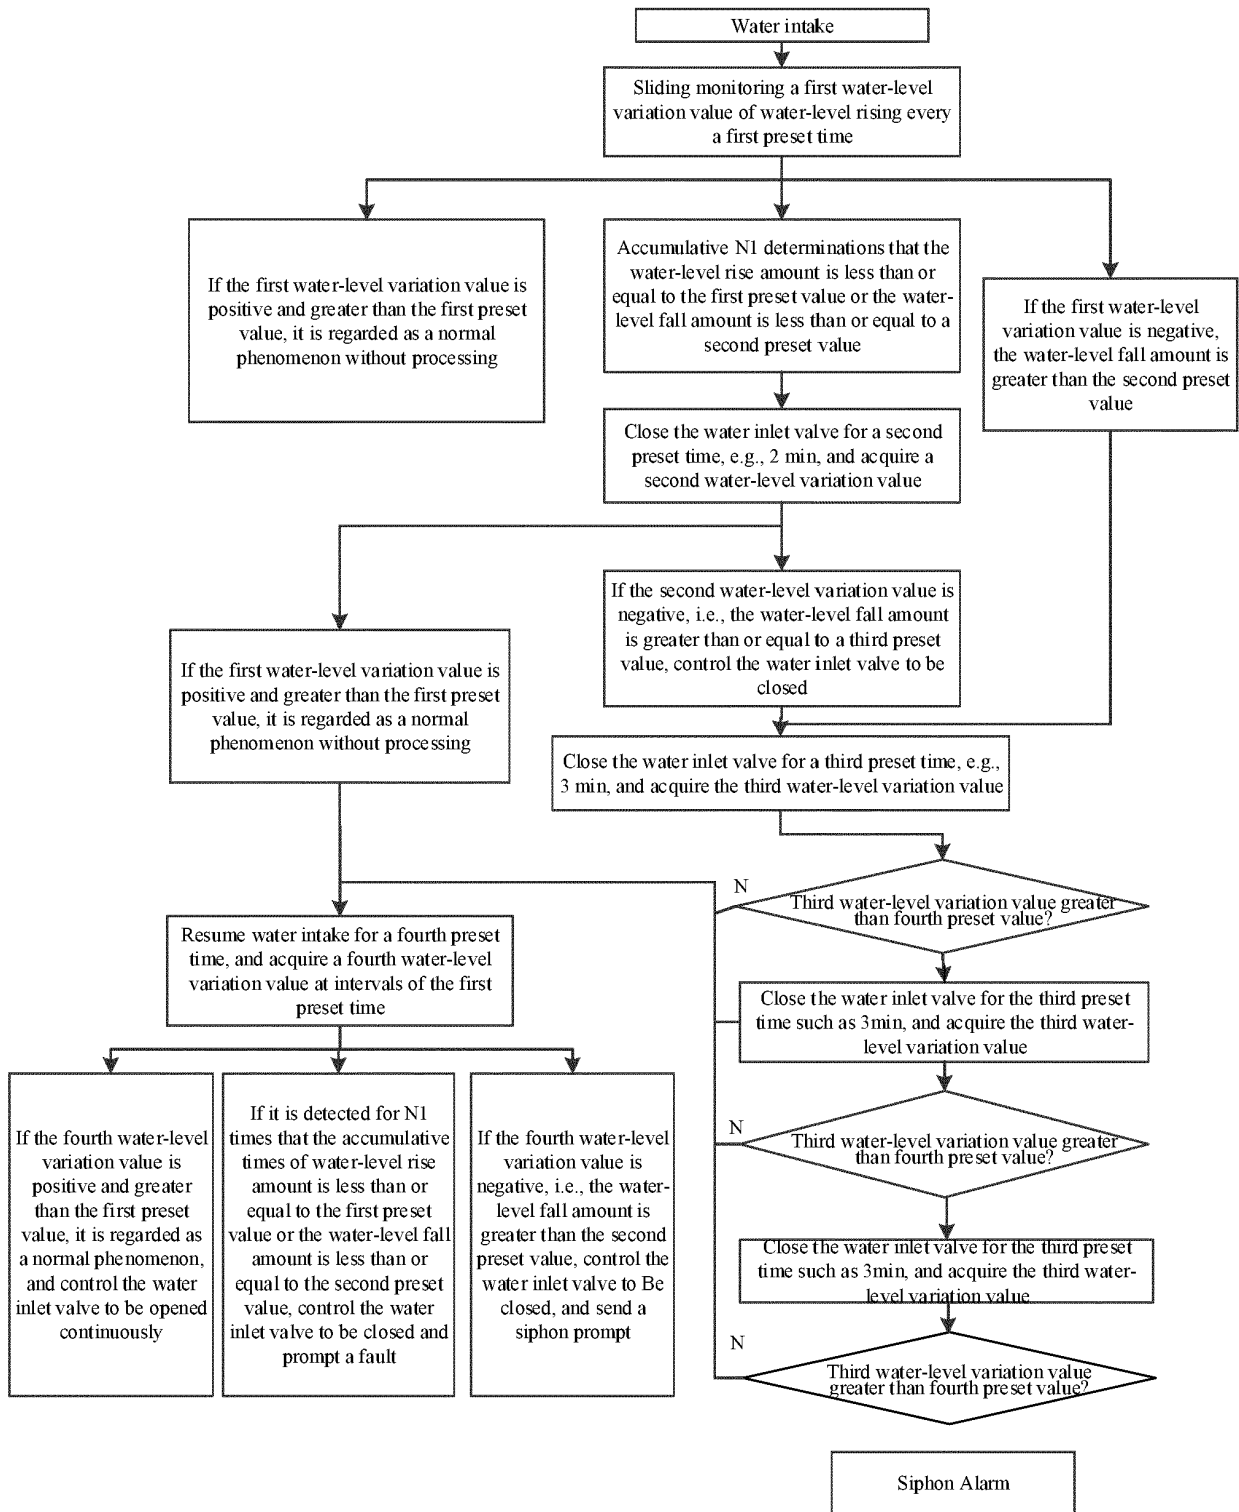 Water intake
Sliding monitoring a first water-level
variation value of water-level rising every
a first preset time
If the first water-level variation value is
positive and greater than the first preset
value, it is regarded as a normal
phenomenon without processing
Accumulative N1 determinations that the
water-level rise amount is less than or
equal to the first preset value or the water-
level fall amount is less than or equal to a
second preset value
If the first water-level
variation value is negative,
the water-level fall amount is
greater than the second preset
value
Close the water inlet valve for a second
preset time, e.g., 2 min, and acquire a
second water-level variation value
If the second water-level variation value is
negative, i.e., the water-level fall amount
is greater than or equal to a third preset
value, control the water inlet valve to be
closed
If the first water-level variation value is
positive and greater than the first preset
value, it is regarded as a normal
phenomenon without processing
Close the water inlet valve for a third preset time, e.g.,
3 min, and acquire the third water-level variation value
N
Third water-level variation value greater
than fourth preset value?
Resume water intake for a fourth preset
time, and acquire a fourth water-level
variation value at intervals of the first
preset time
Close the water inlet valve for the third preset
time such as 3min, and acquire the third water-
level variation value
N
Third water-level variation value greater
than fourth preset value?
If the fourth water-level
variation value is
positive and greater
than the first preset
value, it is regarded as
a normal phenomenon,
and control the water
inlet valve to be opened
continuously
If it is detected for N1
times that the accumulative
times of water-level rise
amount is less than or
equal to the first preset
value or the water-level fall
amount is less than or
equal to the second preset
value, control the water
inlet valve to be closed and
prompt a fault
If the fourth water-level
variation value is
negative, i.e., the water-
level fall amount is
greater than the second
preset value, control the
water inlet valve to Be
closed, and send a
siphon prompt
Close the water inlet valve for the third preset
time such as 3min, and acquire the third water-
level variation value
N
Third water-level variation value
greater than fourth preset value?
Siphon Alarm